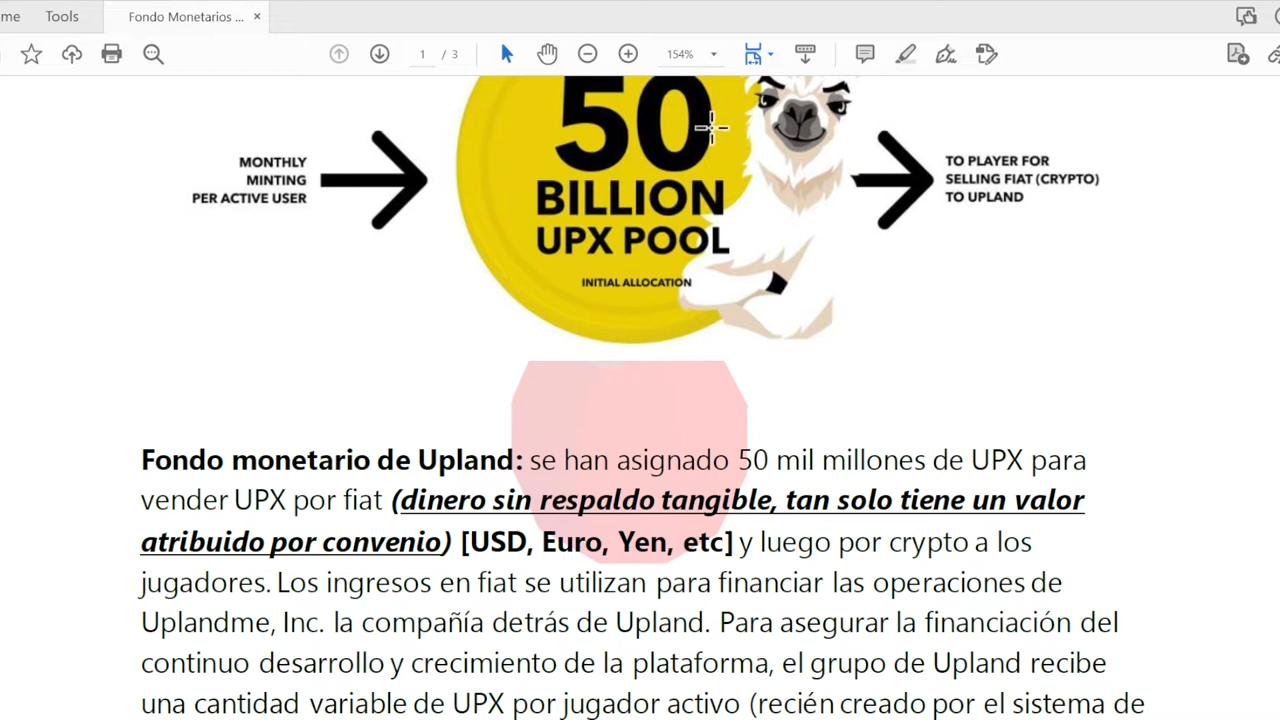 me Tools Fondo Monetarios ... ×
1 / 3 154%
50
BILLION
UPX POOL
INITIAL ALLOCATION
MONTHLY
MINTING
PER ACTIVE USER
TO PLAYER FOR
SELLING FIAT (CRYPTO)
TO UPLAND
Fondo monetario de Upland: se han asignado 50 mil millones de UPX para
vender UPX por fiat (dinero sin respaldo tangible, tan solo tiene un valor
atribuido por convenio) [USD, Euro, Yen, etc] y luego por crypto a los
jugadores. Los ingresos en fiat se utilizan para financiar las operaciones de
Uplandme, Inc. la compañía detrás de Upland. Para asegurar la financiación del
continuo desarrollo y crecimiento de la plataforma, el grupo de Upland recibe
una cantidad variable de UPX por jugador activo (recién creado por el sistema de